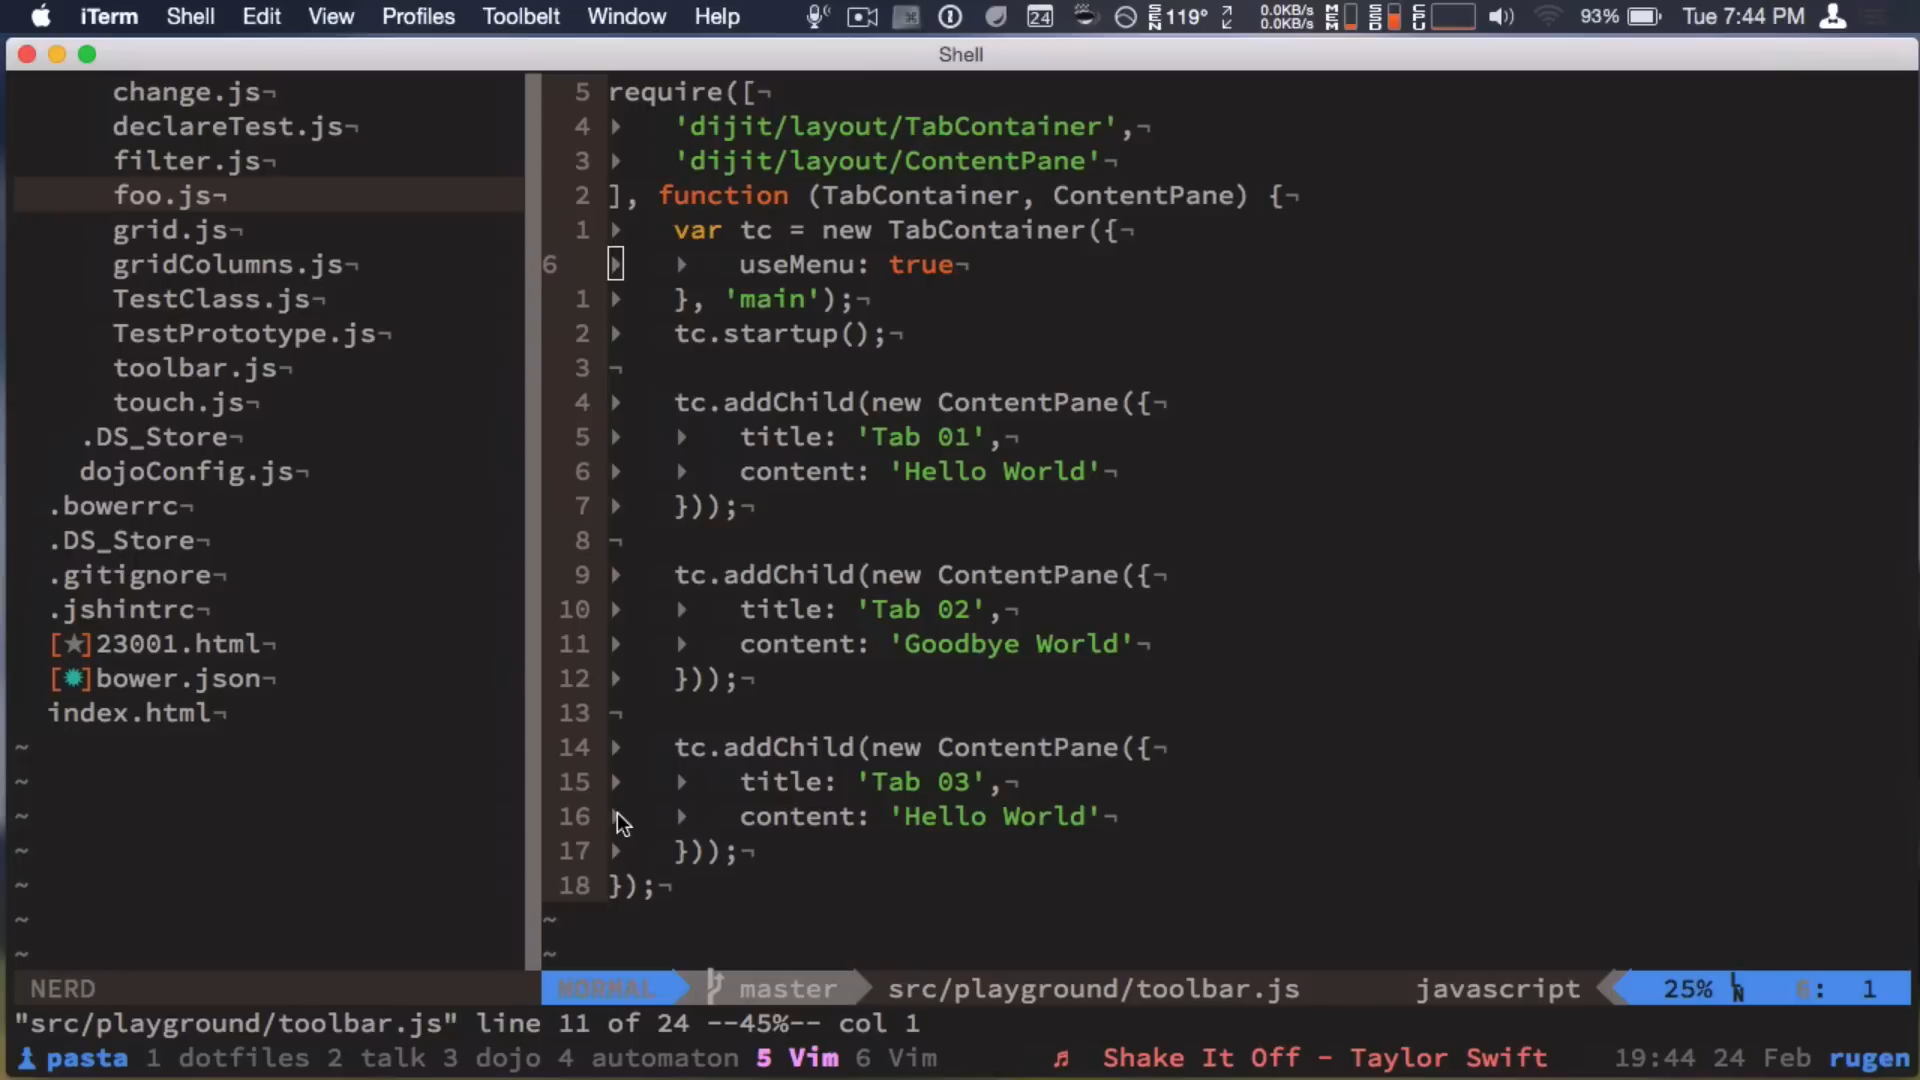 iTerm Shell Edit View Profiles Toolbelt Window Help 24 119° 0.0KB/s 0.0KB/s MEM SSD CPU 93% Tue 7:44 PM
Shell
change.js¬
declareTest.js¬
filter.js¬
foo.js¬
grid.js¬
gridColumns.js¬
TestClass.js¬
TestPrototype.js¬
toolbar.js¬
touch.js¬
.DS_Store¬
dojoConfig.js¬
.bowerrc¬
.DS_Store¬
.gitignore¬
.jshintrc¬
[★]23001.html¬
[✹]bower.json¬
index.html¬
~
~
~
~
~
~
~
5 require([¬
4 ▸ 'dijit/layout/TabContainer',¬
3 ▸ 'dijit/layout/ContentPane'¬
2 ], function (TabContainer, ContentPane) {¬
1 ▸ var tc = new TabContainer({¬
6 ▸ ▸ useMenu: true¬
1 ▸ }, 'main');¬
2 ▸ tc.startup();¬
3 ¬
4 ▸ tc.addChild(new ContentPane({¬
5 ▸ ▸ title: 'Tab 01',¬
6 ▸ ▸ content: 'Hello World'¬
7 ▸ }));¬
8 ¬
9 ▸ tc.addChild(new ContentPane({¬
10 ▸ ▸ title: 'Tab 02',¬
11 ▸ ▸ content: 'Goodbye World'¬
12 ▸ }));¬
13 ¬
14 ▸ tc.addChild(new ContentPane({¬
15 ▸ ▸ title: 'Tab 03',¬
16 ▸ ▸ content: 'Hello World'¬
17 ▸ }));¬
18 });¬
~
~
NERD
NORMAL master src/playground/toolbar.js javascript 25% LN 6: 1
"src/playground/toolbar.js" line 11 of 24 --45%-- col 1
pasta 1 dotfiles 2 talk 3 dojo 4 automaton 5 Vim 6 Vim ♬ Shake It Off - Taylor Swift 19:44 24 Feb rugen